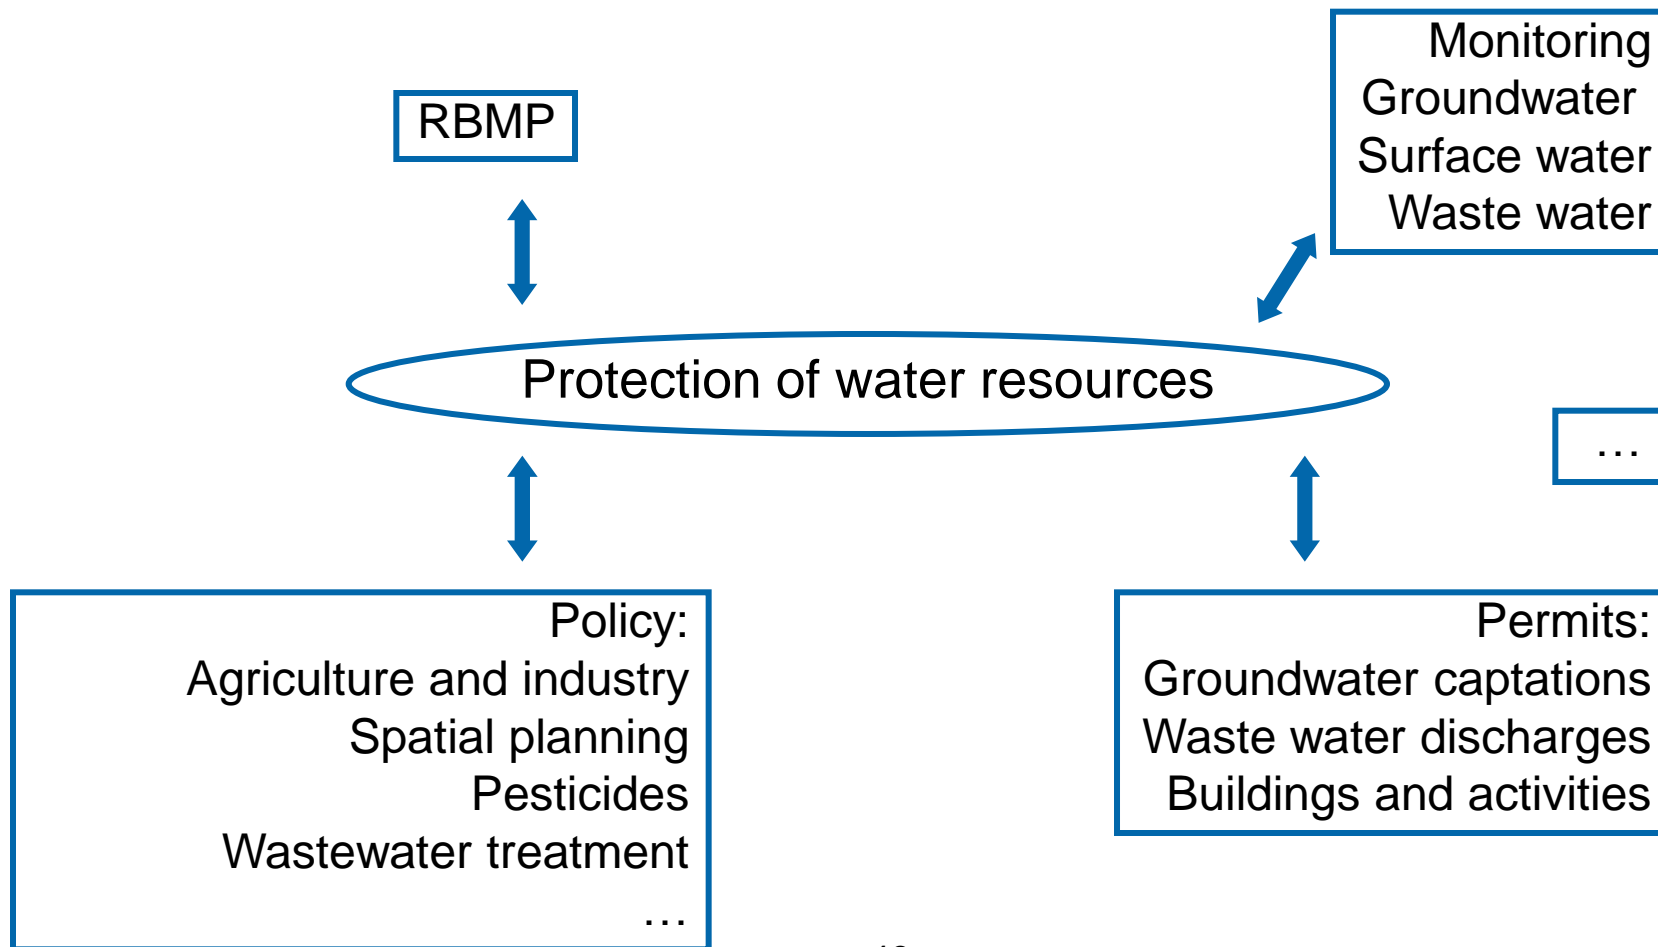 RBMP
Monitoring
Groundwater
Surface water
Waste water
Protection of water resources
…
Policy:
Agriculture and industry
Spatial planning
Pesticides
Wastewater treatment
…
Permits:
Groundwater captations
Waste water discharges
Buildings and activities